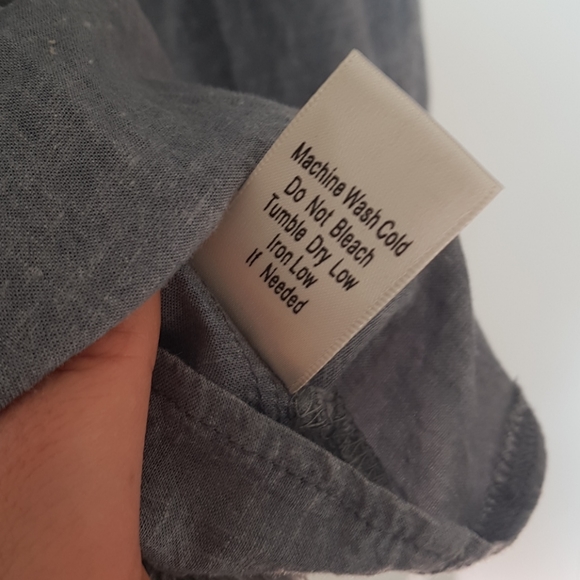 Machine Wash Cold
Do Not Bleach
Tumble Dry Low
Iron Low
If Needed